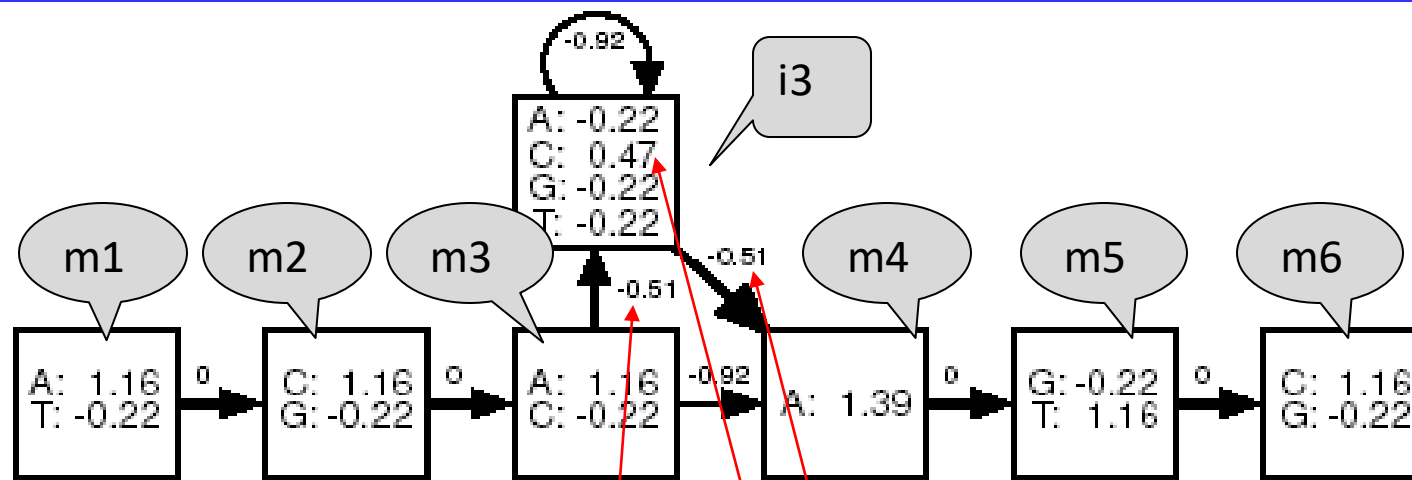 -0.92
i3
A: -0.22
C: 0.47
G: -0.22
T: -0.22
m1
m2
m3
-0.51
m4
m5
m6
-0.51
A: 1.16
T: -0.22
0
C: 1.16
G: -0.22
0
A: 1.16
C: -0.22
-0.92
A: 1.39
0
G: -0.22
T: 1.16
0
C: 1.16
G: -0.22